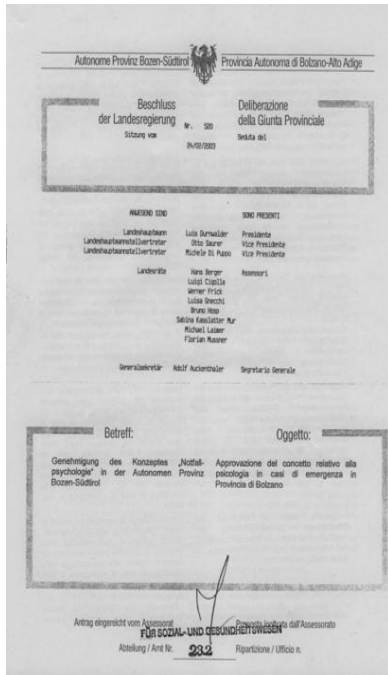 Autonome Provinz Bozen-Südtirol Provincia Autonoma di Bolzano-Alto Adige
Beschluss Deliberazione
der Landesregierung Nr. 520 della Giunta Provinciale
Sitzung vom Seduta del
24/02/2003
ANWESEND SIND SONO PRESENTI
Landeshauptmann Luis Durnwalder Presidente
Landeshauptmannstellvertreter Otto Saurer Vice Presidente
Landeshauptmannstellvertreter Michele Di Puppo Vice Presidente
Landesräte Hans Berger Assessori
Luigi Cigolla
Werner Frick
Luisa Gnecchi
Bruno Hosp
Sabina Kasslatter Mur
Michael Laimer
Florian Mussner
Generalsekretär Adolf Auckenthaler Segretario Generale
Betreff: Oggetto:
Genehmigung des Konzeptes „Notfall- Approvazione del concetto relativo alla
psychologie“ in der Autonomen Provinz psicologia in casi di emergenza in
Bozen-Südtirol Provincia di Bolzano
Antrag eingereicht vom Assessorat Proposta inoltrata dall'Assessorato
FÜR SOZIAL- UND GESUNDHEITSWESEN
Abteilung / Amt Nr. 23.2 Ripartizione / Ufficio n.